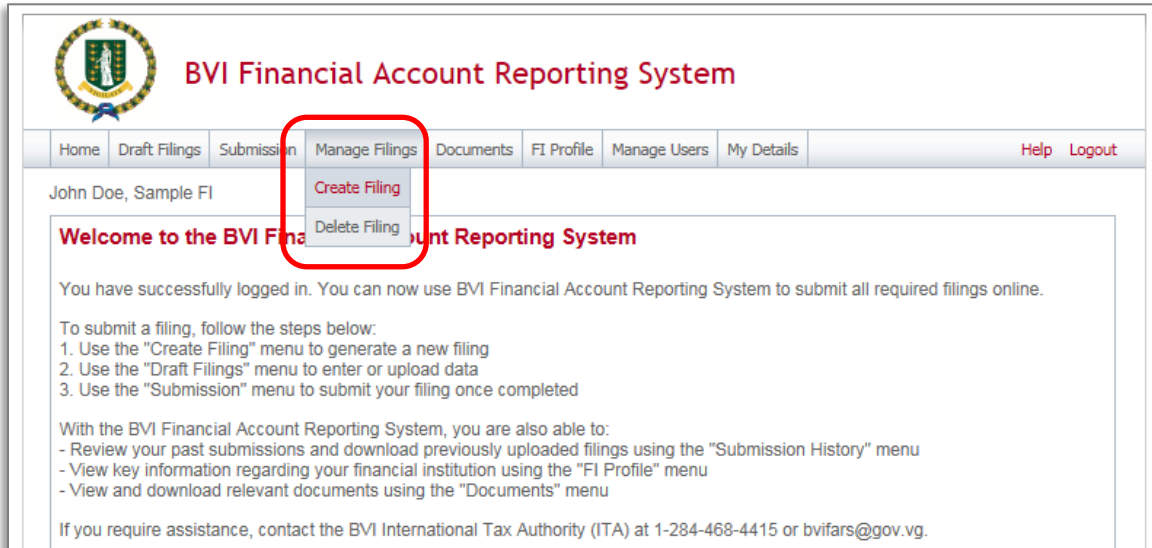 BVI Financial Account Reporting System
Home Draft Filings Submission Manage Filings Documents FI Profile Manage Users My Details Help Logout
John Doe, Sample FI
Create Filing
Delete Filing
Welcome to the BVI Fina unt Reporting System
You have successfully logged in. You can now use BVI Financial Account Reporting System to submit all required filings online.
To submit a filing, follow the steps below:
1. Use the "Create Filing" menu to generate a new filing
2. Use the "Draft Filings" menu to enter or upload data
3. Use the "Submission" menu to submit your filing once completed
With the BVI Financial Account Reporting System, you are also able to:
- Review your past submissions and download previously uploaded filings using the "Submission History" menu
- View key information regarding your financial institution using the "FI Profile" menu
- View and download relevant documents using the "Documents" menu
If you require assistance, contact the BVI International Tax Authority (ITA) at 1-284-468-4415 or bvifars@gov.vg.